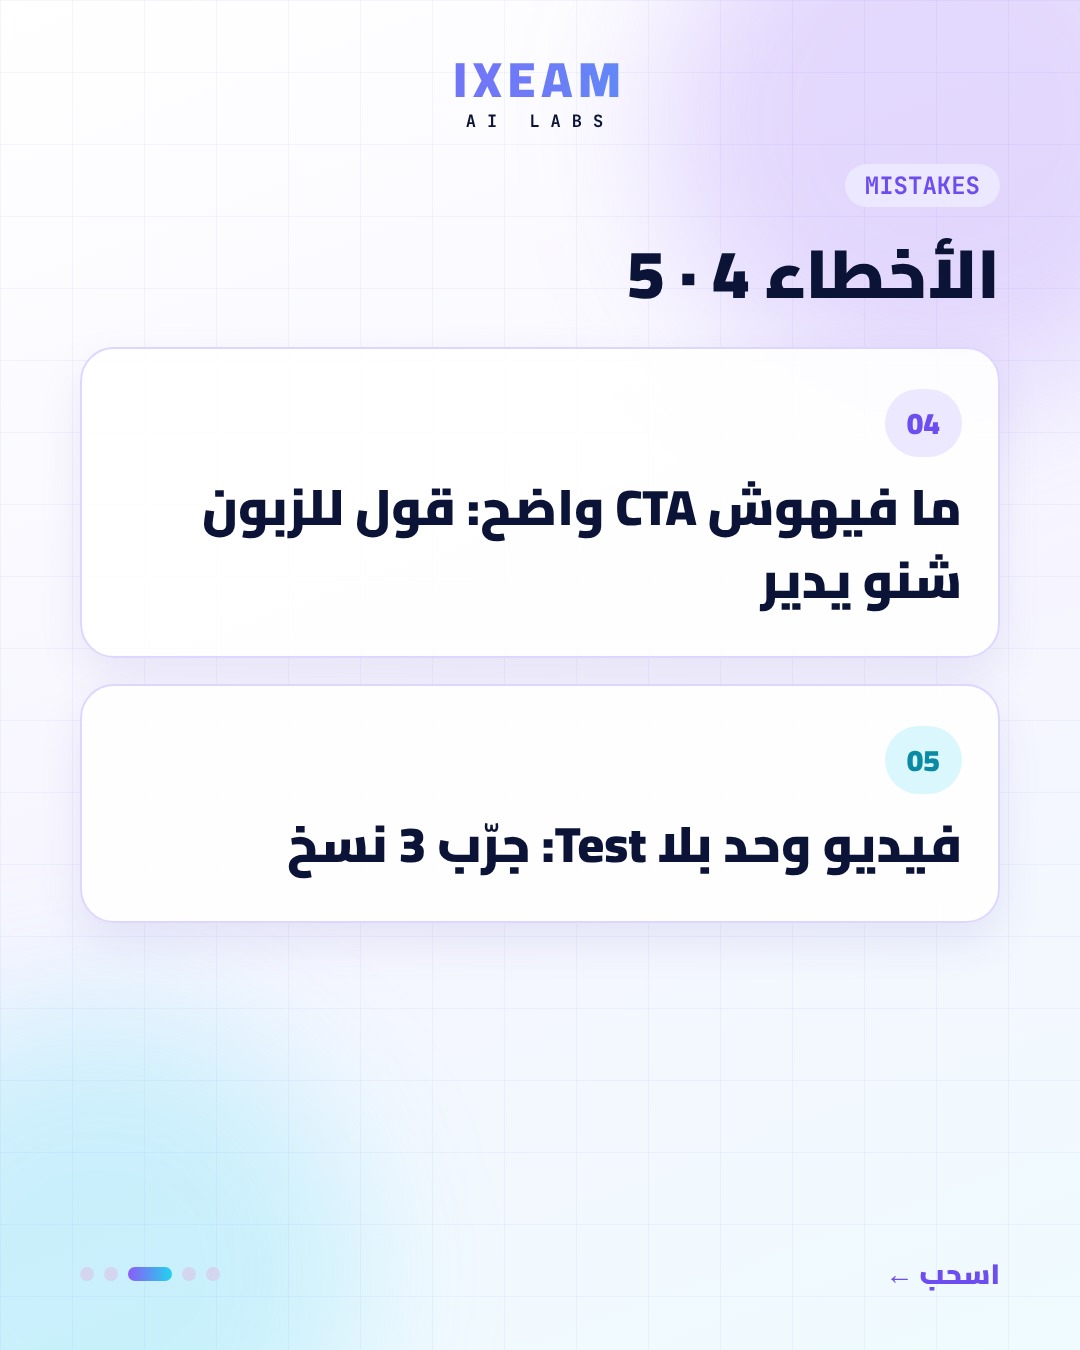 IXEAM
AI LABS
MISTAKES
الأخطاء 4 · 5
04
ما فيهوش CTA واضح: قول للزبون
شنو يدير
05
فيديو وحد بلا Test: جرّب 3 نسخ
اسحب ←